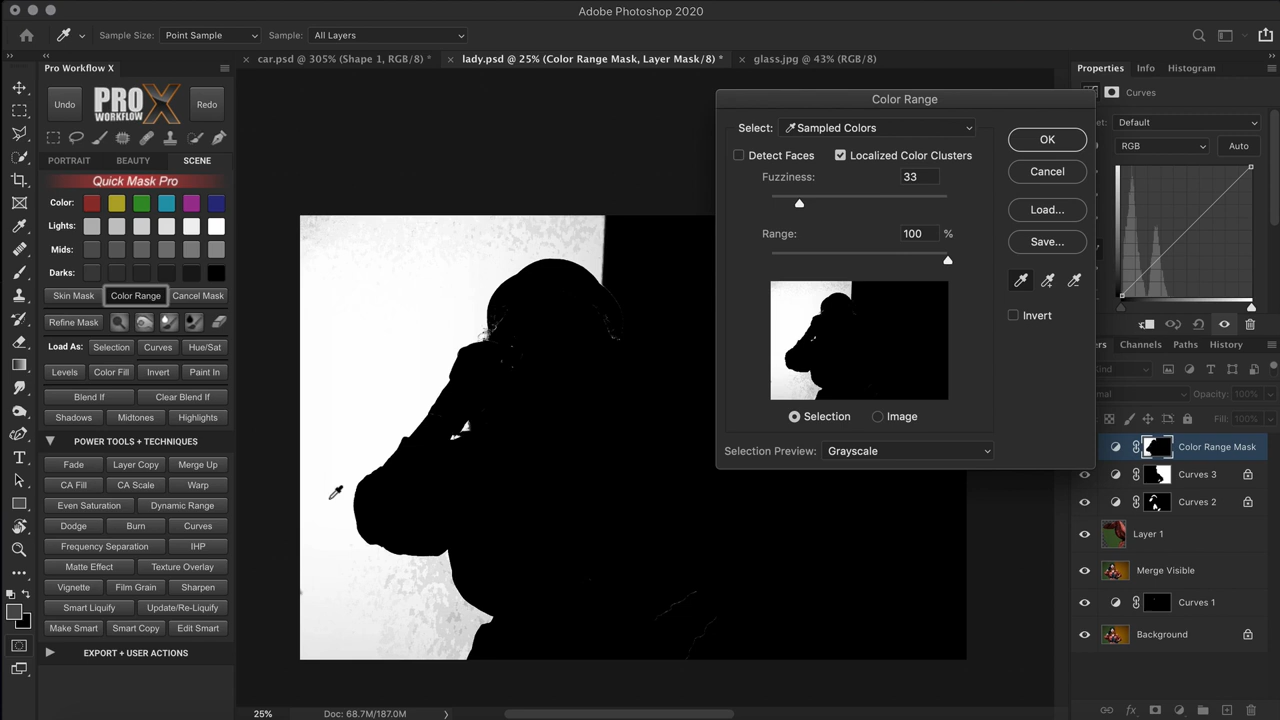 Adobe Photoshop 2020
Sample Size: Point Sample Sample: All Layers
car.psd @ 305% (Shape 1, RGB/8) *
lady.psd @ 25% (Color Range Mask, Layer Mask/8) *
glass.jpg @ 43% (RGB/8)
Pro Workflow X
Undo
PRO X
WORKFLOW
Redo
PORTRAIT BEAUTY SCENE
Quick Mask Pro
Color:
Lights:
Mids:
Darks:
Skin Mask Color Range Cancel Mask
Refine Mask
Load As: Selection Curves Hue/Sat
Levels Color Fill Invert Paint In
Blend If Clear Blend If
Shadows Midtones Highlights
POWER TOOLS + TECHNIQUES
Fade Layer Copy Merge Up
CA Fill CA Scale Warp
Even Saturation Dynamic Range
Dodge Burn Curves
Frequency Separation IHP
Matte Effect Texture Overlay
Vignette Film Grain Sharpen
Smart Liquify Update/Re-Liquify
Make Smart Smart Copy Edit Smart
EXPORT + USER ACTIONS
25% Doc: 68.7M/187.0M
Color Range
Select: Sampled Colors
Detect Faces Localized Color Clusters
Fuzziness: 33
Range: 100 %
OK
Cancel
Load...
Save...
Invert
Selection Image
Selection Preview: Grayscale
Properties Info Histogram
Curves
Default
RGB Auto
Channels Paths History
Opacity: 100%
Fill: 100%
Color Range Mask
Curves 3
Curves 2
Layer 1
Merge Visible
Curves 1
Background